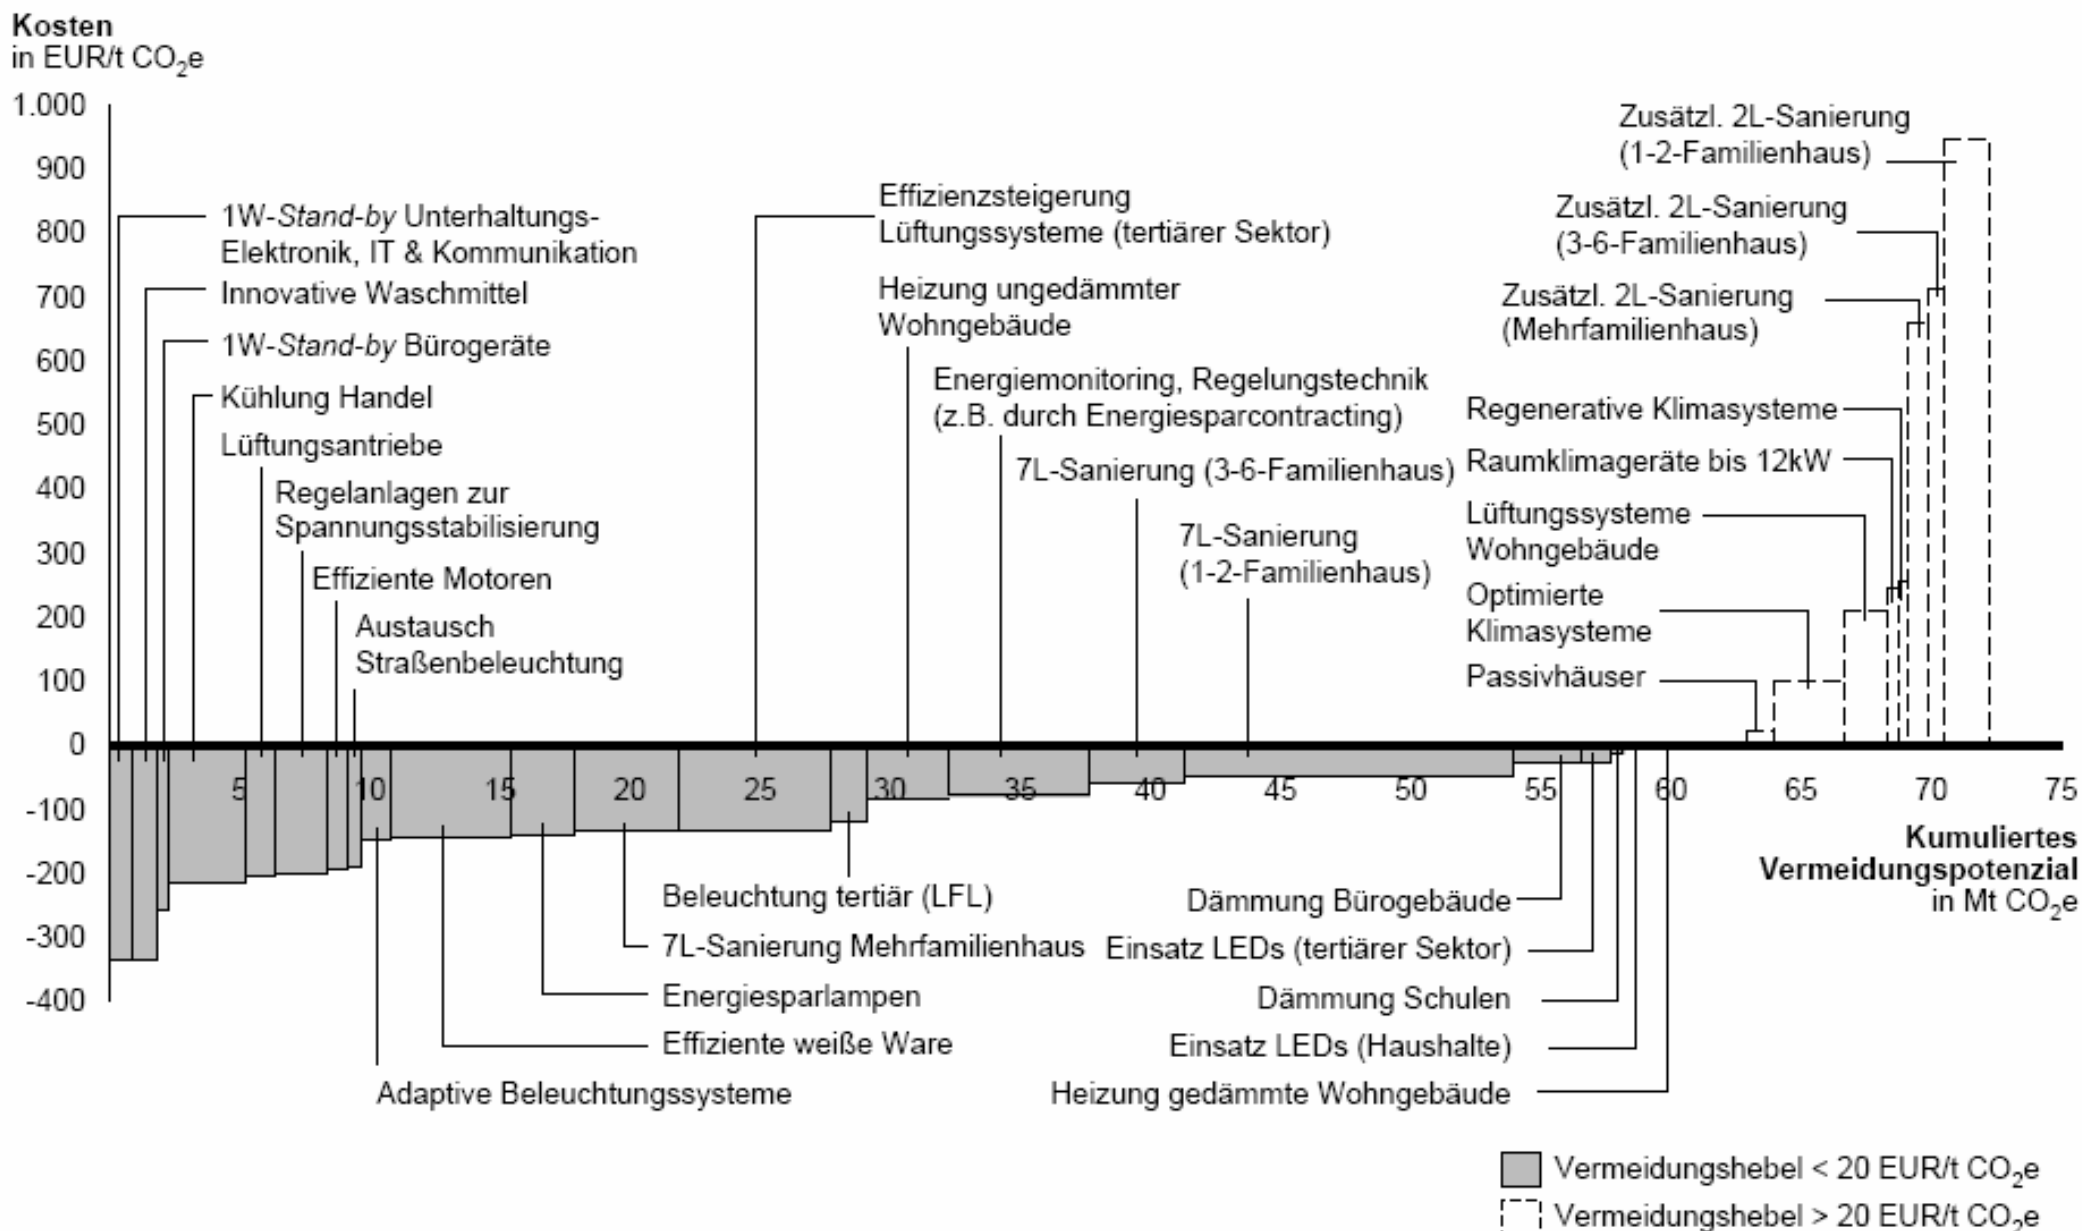 Kosten
in EUR/t CO₂e
1.000
900
800
700
600
500
400
300
200
100
0
-100
-200
-300
-400
1W-Stand-by Unterhaltungs-
Elektronik, IT & Kommunikation
Innovative Waschmittel
1W-Stand-by Bürogeräte
Kühlung Handel
Lüftungsantriebe
Regelanlagen zur
Spannungsstabilisierung
Effiziente Motoren
Austausch
Straßenbeleuchtung
Effizienzsteigerung
Lüftungssysteme (tertiärer Sektor)
Heizung ungedämmter
Wohngebäude
Energiemonitoring, Regelungstechnik
(z.B. durch Energiesparcontracting)
7L-Sanierung (3-6-Familienhaus)
7L-Sanierung
(1-2-Familienhaus)
Zusätzl. 2L-Sanierung
(1-2-Familienhaus)
Zusätzl. 2L-Sanierung
(3-6-Familienhaus)
Zusätzl. 2L-Sanierung
(Mehrfamilienhaus)
Regenerative Klimasysteme
Raumklimageräte bis 12kW
Lüftungssysteme
Wohngebäude
Optimierte
Klimasysteme
Passivhäuser
5 10 15 20 25 30 35 40 45 50 55 60 65 70 75
Kumuliertes
Vermeidungspotenzial
in Mt CO₂e
Beleuchtung tertiär (LFL)
7L-Sanierung Mehrfamilienhaus
Energiesparlampen
Effiziente weiße Ware
Adaptive Beleuchtungssysteme
Dämmung Bürogebäude
Einsatz LEDs (tertiärer Sektor)
Dämmung Schulen
Einsatz LEDs (Haushalte)
Heizung gedämmte Wohngebäude
Vermeidungshebel < 20 EUR/t CO₂e
Vermeidungshebel > 20 EUR/t CO₂e